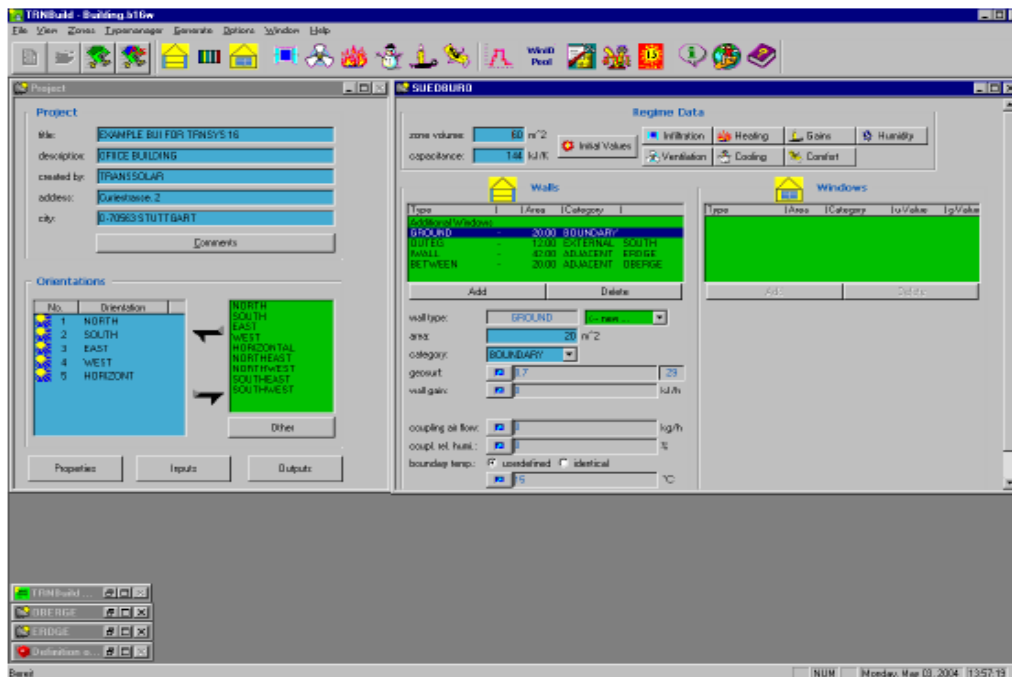 TRNBuild - Building.b16w
File View Zones Typemanager Generate Options Window Help
WinID Pool
Project
Project
title: EXAMPLE BUI FOR TRNSYS 16
description: OFFICE BUILDING
created by: TRANSSOLAR
address: Curiestrasse, 2
city: D-70563 STUTTGART
Comments
Orientations
No. Orientation
1 NORTH
2 SOUTH
3 EAST
4 WEST
5 HORIZONT
NORTH
SOUTH
EAST
WEST
HORIZONTAL
NORTHEAST
NORTHWEST
SOUTHEAST
SOUTHWEST
Other
Properties Inputs Outputs
SUEDBURO
Regime Data
zone volume: 60 m^2
capacitance: 144 kJ/K
Initial Values
Infiltration Heating Gains Humidity
Ventilation Cooling Comfort
Walls
Type Area Category
Additional Windows
GROUND - 20.00 BOUNDARY
OUTEG - 12.00 EXTERNAL SOUTH
IWALL - 42.00 ADJACENT ERDGE
BETWEEN - 20.00 ADJACENT OBERGE
Add Delete
wall type: GROUND <-- new ...
area: 20 m^2
category: BOUNDARY
geosurf: 0.7 29
wall gain: 0 kJ/h
coupling air flow: 0 kg/h
coupl. rel. humi.: 0 %
boundary temp.: userdefined identical
15 °C
Windows
Type Area Category u-Value g-Value
Add Delete
TRNBuild ...
OBERGE
ERDGE
Definition o...
Bereit
NUM Monday, May 03, 2004 13:57:19